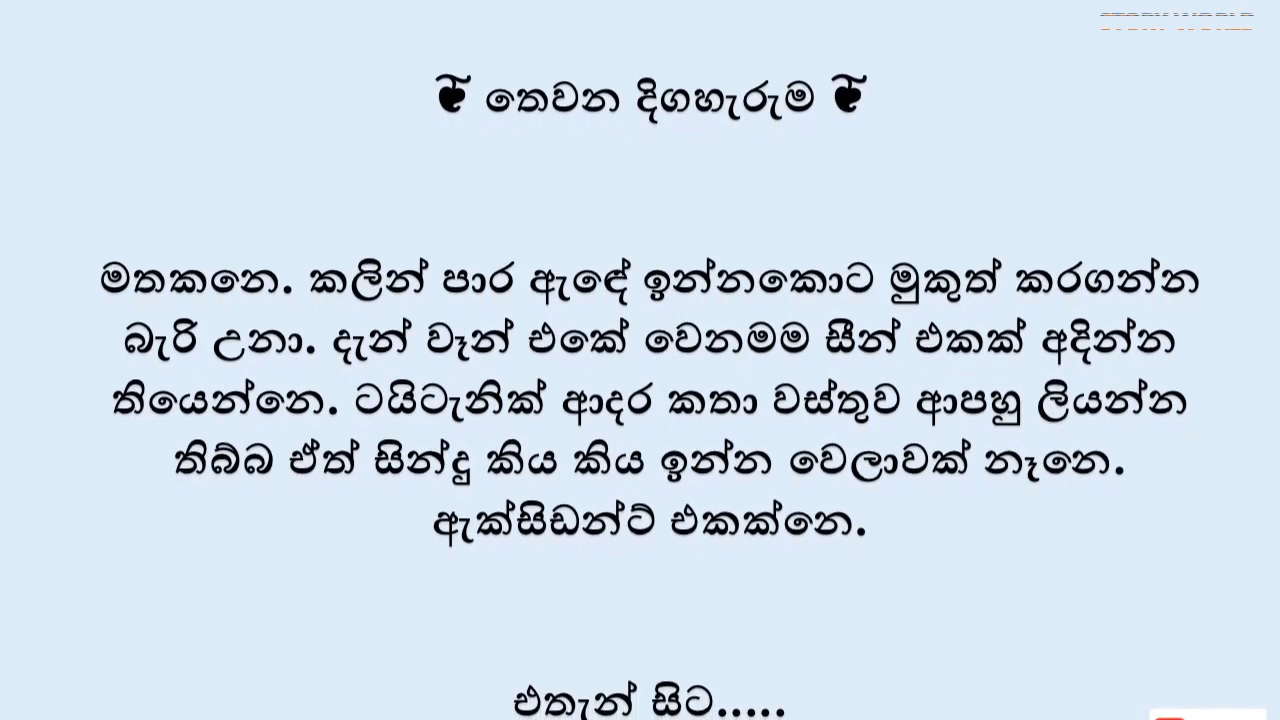 ❦ තෙවන දිගහැරුම ❦
මතකනෙ. කලින් පාර ඇඳේ ඉන්නකොට මුකුත් කරගන්න
බැරි උනා. දැන් වෑන් එකේ වෙනමම සීන් එකක් අදින්න
තියෙන්නෙ. ටයිටැනික් ආදර කතා වස්තුව ආපහු ලියන්න
තිබ්බ ඒත් සින්දු කිය කිය ඉන්න වෙලාවක් නෑනෙ.
ඇක්සිඩන්ට් එකක්නෙ.
එතැන් සිට.....